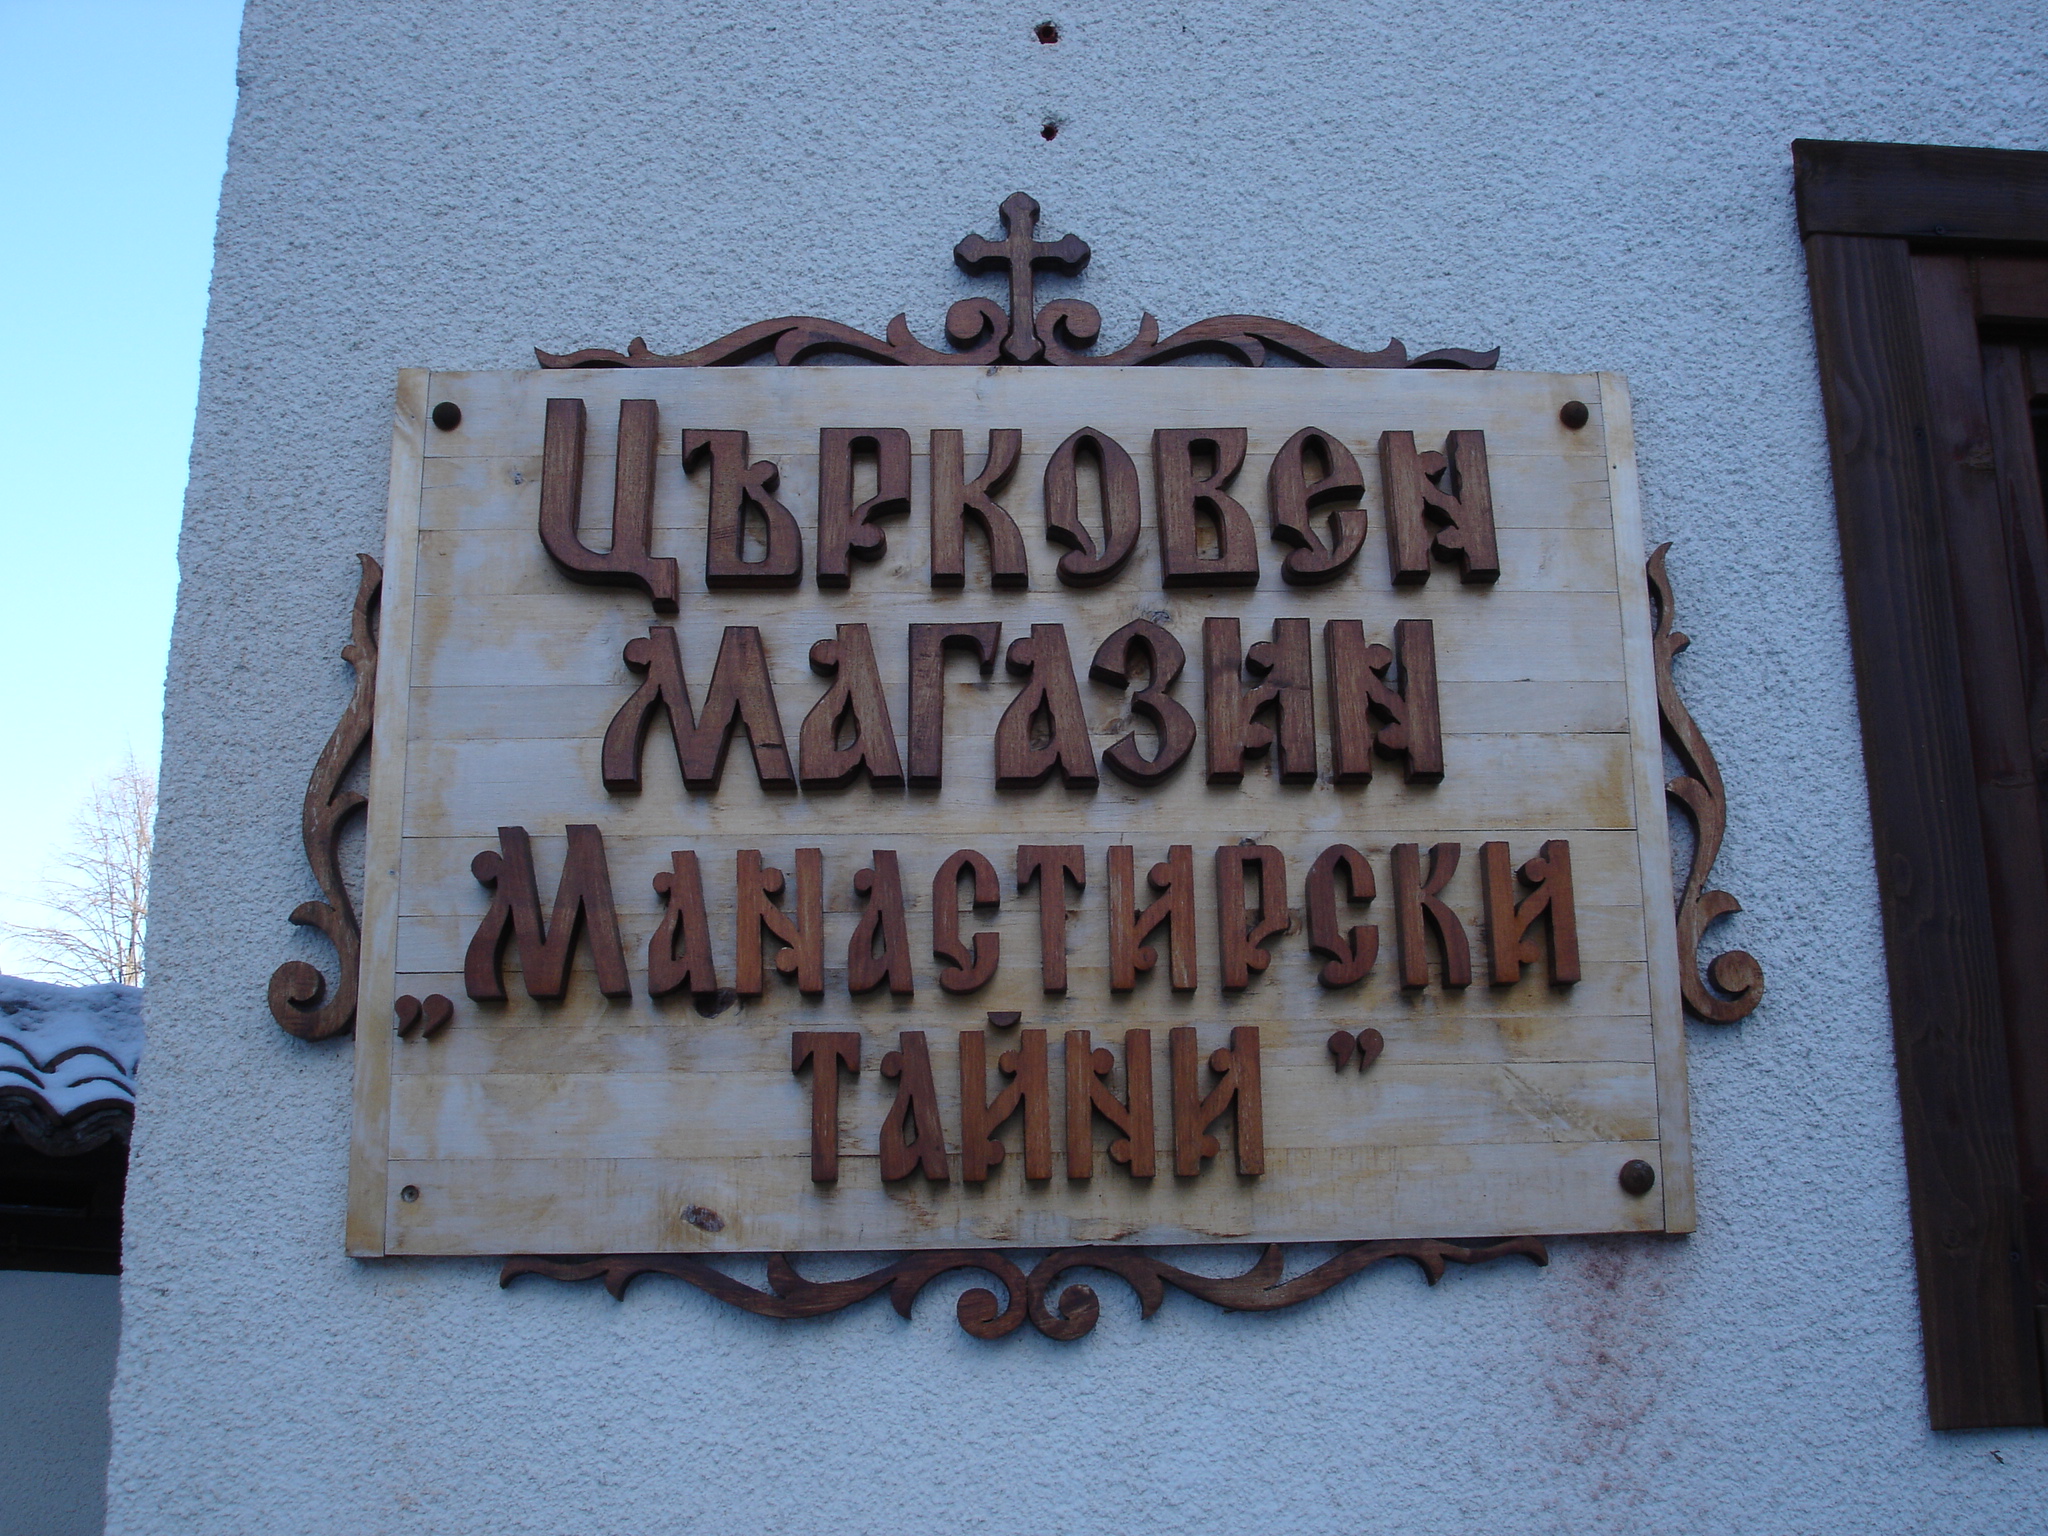 Църковен
магазин
„Манастирски
тайни”